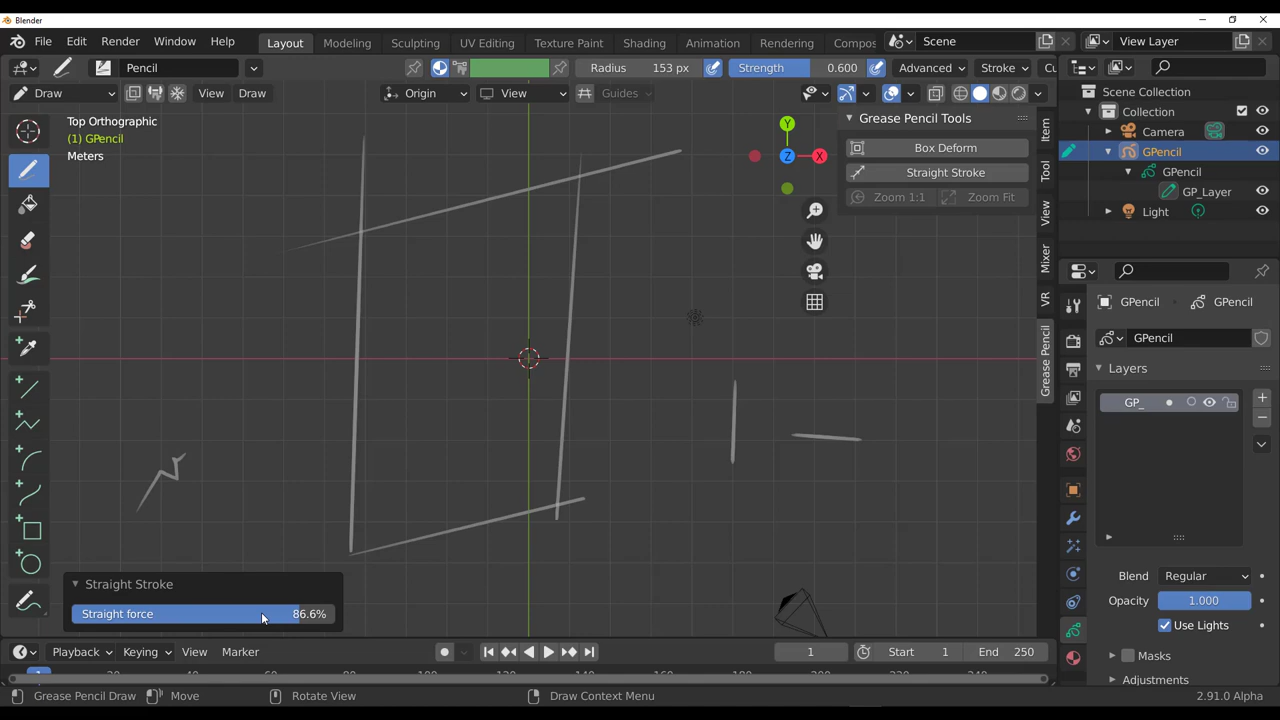 Blender
File Edit Render Window Help Layout Modeling Sculpting UV Editing Texture Paint Shading Animation Rendering Compos Scene View Layer
Pencil Radius 153 px Strength 0.600 Advanced Stroke Cu
Draw View Draw Origin View Guides
Top Orthographic
(1) GPencil
Meters
Y
Z
X
Grease Pencil Tools
Box Deform
Straight Stroke
Zoom 1:1 Zoom Fit
Item
Tool
View
Mixer
VR
Grease Pencil
Scene Collection
Collection
Camera
GPencil
GPencil
GP_Layer
Light
GPencil GPencil
GPencil
Layers
GP_
Blend Regular
Opacity 1.000
Use Lights
Masks
Adjustments
Straight Stroke
Straight force 86.6%
Playback Keying View Marker 1 Start 1 End 250
1
Grease Pencil Draw Move Rotate View Draw Context Menu 2.91.0 Alpha